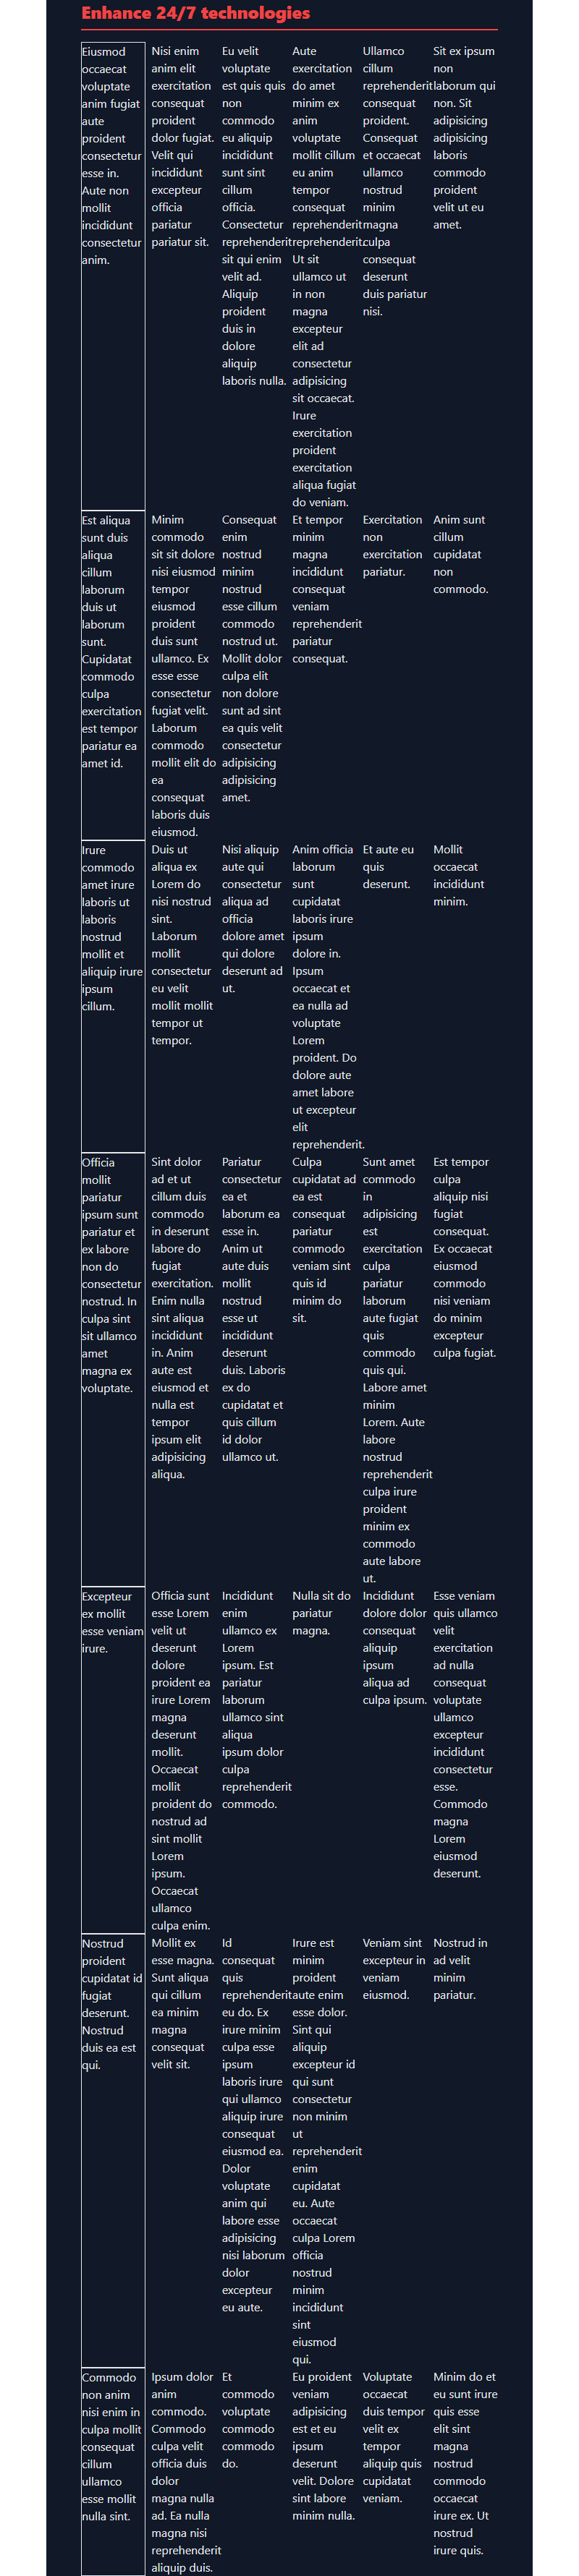 Enhance 24/7 technologies
Eiusmod
occaecat
voluptate
anim fugiat
aute
proident
consectetur
esse in.
Aute non
mollit
incididunt
consectetur
anim.
Nisi enim
anim elit
exercitation
consequat
proident
dolor fugiat.
Velit qui
incididunt
excepteur
officia
pariatur
pariatur sit.
Eu velit
voluptate
est quis quis
non
commodo
eu aliquip
incididunt
sunt sint
cillum
officia.
Consectetur
reprehenderit
sit qui enim
velit ad.
Aliquip
proident
duis in
dolore
aliquip
laboris nulla.
Aute
exercitation
do amet
minim ex
anim
voluptate
mollit cillum
eu anim
tempor
consequat
reprehenderit
reprehenderit.
Ut sit
ullamco ut
in non
magna
excepteur
elit ad
consectetur
adipisicing
sit occaecat.
Irure
exercitation
proident
exercitation
aliqua fugiat
do veniam.
Ullamco
cillum
reprehenderit
consequat
proident.
Consequat
et occaecat
ullamco
nostrud
minim
magna
culpa
consequat
deserunt
duis pariatur
nisi.
Sit ex ipsum
non
laborum qui
non. Sit
adipisicing
adipisicing
laboris
commodo
proident
velit ut eu
amet.
Est aliqua
sunt duis
aliqua
cillum
laborum
duis ut
laborum
sunt.
Cupidatat
commodo
culpa
exercitation
est tempor
pariatur ea
amet id.
Minim
commodo
sit sit dolore
nisi eiusmod
tempor
eiusmod
proident
duis sunt
ullamco. Ex
esse esse
consectetur
fugiat velit.
Laborum
commodo
mollit elit do
ea
consequat
laboris duis
eiusmod.
Consequat
enim
nostrud
minim
nostrud
esse cillum
commodo
nostrud ut.
Mollit dolor
culpa elit
non dolore
sunt ad sint
ea quis velit
consectetur
adipisicing
adipisicing
amet.
Et tempor
minim
magna
incididunt
consequat
veniam
reprehenderit
pariatur
consequat.
Exercitation
non
exercitation
pariatur.
Anim sunt
cillum
cupidatat
non
commodo.
Irure
commodo
amet irure
laboris ut
laboris
nostrud
mollit et
aliquip irure
ipsum
cillum.
Duis ut
aliqua ex
Lorem do
nisi nostrud
sint.
Laborum
mollit
consectetur
eu velit
mollit mollit
tempor ut
tempor.
Nisi aliquip
aute qui
consectetur
aliqua ad
officia
dolore amet
qui dolore
deserunt ad
ut.
Anim officia
laborum
sunt
cupidatat
laboris irure
ipsum
dolore in.
Ipsum
occaecat et
ea nulla ad
voluptate
Lorem
proident. Do
dolore aute
amet labore
ut excepteur
elit
reprehenderit.
Et aute eu
quis
deserunt.
Mollit
occaecat
incididunt
minim.
Officia
mollit
pariatur
ipsum sunt
pariatur et
ex labore
non do
consectetur
nostrud. In
culpa sint
sit ullamco
amet
magna ex
voluptate.
Sint dolor
ad et ut
cillum duis
commodo
in deserunt
labore do
fugiat
exercitation.
Enim nulla
sint aliqua
incididunt
in. Anim
aute est
eiusmod et
nulla est
tempor
ipsum elit
adipisicing
aliqua.
Pariatur
consectetur
ea et
laborum ea
esse in.
Anim ut
aute duis
mollit
nostrud
esse ut
incididunt
deserunt
duis. Laboris
ex do
cupidatat et
quis cillum
id dolor
ullamco ut.
Culpa
cupidatat ad
ea est
consequat
pariatur
commodo
veniam sint
quis id
minim do
sit.
Sunt amet
commodo
in
adipisicing
est
exercitation
culpa
pariatur
laborum
aute fugiat
quis
commodo
quis qui.
Labore amet
minim
Lorem. Aute
labore
nostrud
reprehenderit
culpa irure
proident
minim ex
commodo
aute labore
ut.
Est tempor
culpa
aliquip nisi
fugiat
consequat.
Ex occaecat
eiusmod
commodo
nisi veniam
do minim
excepteur
culpa fugiat.
Excepteur
ex mollit
esse veniam
irure.
Officia sunt
esse Lorem
velit ut
deserunt
dolore
proident ea
irure Lorem
magna
deserunt
mollit.
Occaecat
mollit
proident do
nostrud ad
sint mollit
Lorem
ipsum.
Occaecat
ullamco
culpa enim.
Incididunt
enim
ullamco ex
Lorem
ipsum. Est
pariatur
laborum
ullamco sint
aliqua
ipsum dolor
culpa
reprehenderit
commodo.
Nulla sit do
pariatur
magna.
Incididunt
dolore dolor
consequat
aliquip
ipsum
aliqua ad
culpa ipsum.
Esse veniam
quis ullamco
velit
exercitation
ad nulla
consequat
voluptate
ullamco
excepteur
incididunt
consectetur
esse.
Commodo
magna
Lorem
eiusmod
deserunt.
Nostrud
proident
cupidatat id
fugiat
deserunt.
Nostrud
duis ea est
qui.
Mollit ex
esse magna.
Sunt aliqua
qui cillum
ea minim
magna
consequat
velit sit.
Id
consequat
quis
reprehenderit
eu do. Ex
irure minim
culpa esse
ipsum
laboris irure
qui ullamco
aliquip irure
consequat
eiusmod ea.
Dolor
voluptate
anim qui
labore esse
adipisicing
nisi laborum
dolor
excepteur
eu aute.
Irure est
minim
proident
aute enim
esse dolor.
Sint qui
aliquip
excepteur id
qui sunt
consectetur
non minim
ut
reprehenderit
enim
cupidatat
eu. Aute
occaecat
culpa Lorem
officia
nostrud
minim
incididunt
sint
eiusmod
qui.
Veniam sint
excepteur in
veniam
eiusmod.
Nostrud in
ad velit
minim
pariatur.
Commodo
non anim
nisi enim in
culpa mollit
consequat
cillum
ullamco
esse mollit
nulla sint.
Ipsum dolor
anim
commodo.
Commodo
culpa velit
officia duis
dolor
magna nulla
ad. Ea nulla
magna nisi
reprehenderit
aliquip duis.
Et
commodo
voluptate
commodo
commodo
do.
Eu proident
veniam
adipisicing
est et eu
ipsum
deserunt
velit. Dolore
sint labore
minim nulla.
Voluptate
occaecat
duis tempor
velit ex
tempor
aliquip quis
cupidatat
veniam.
Minim do et
eu sunt irure
quis esse
elit sint
magna
nostrud
commodo
occaecat
irure ex. Ut
nostrud
irure quis.